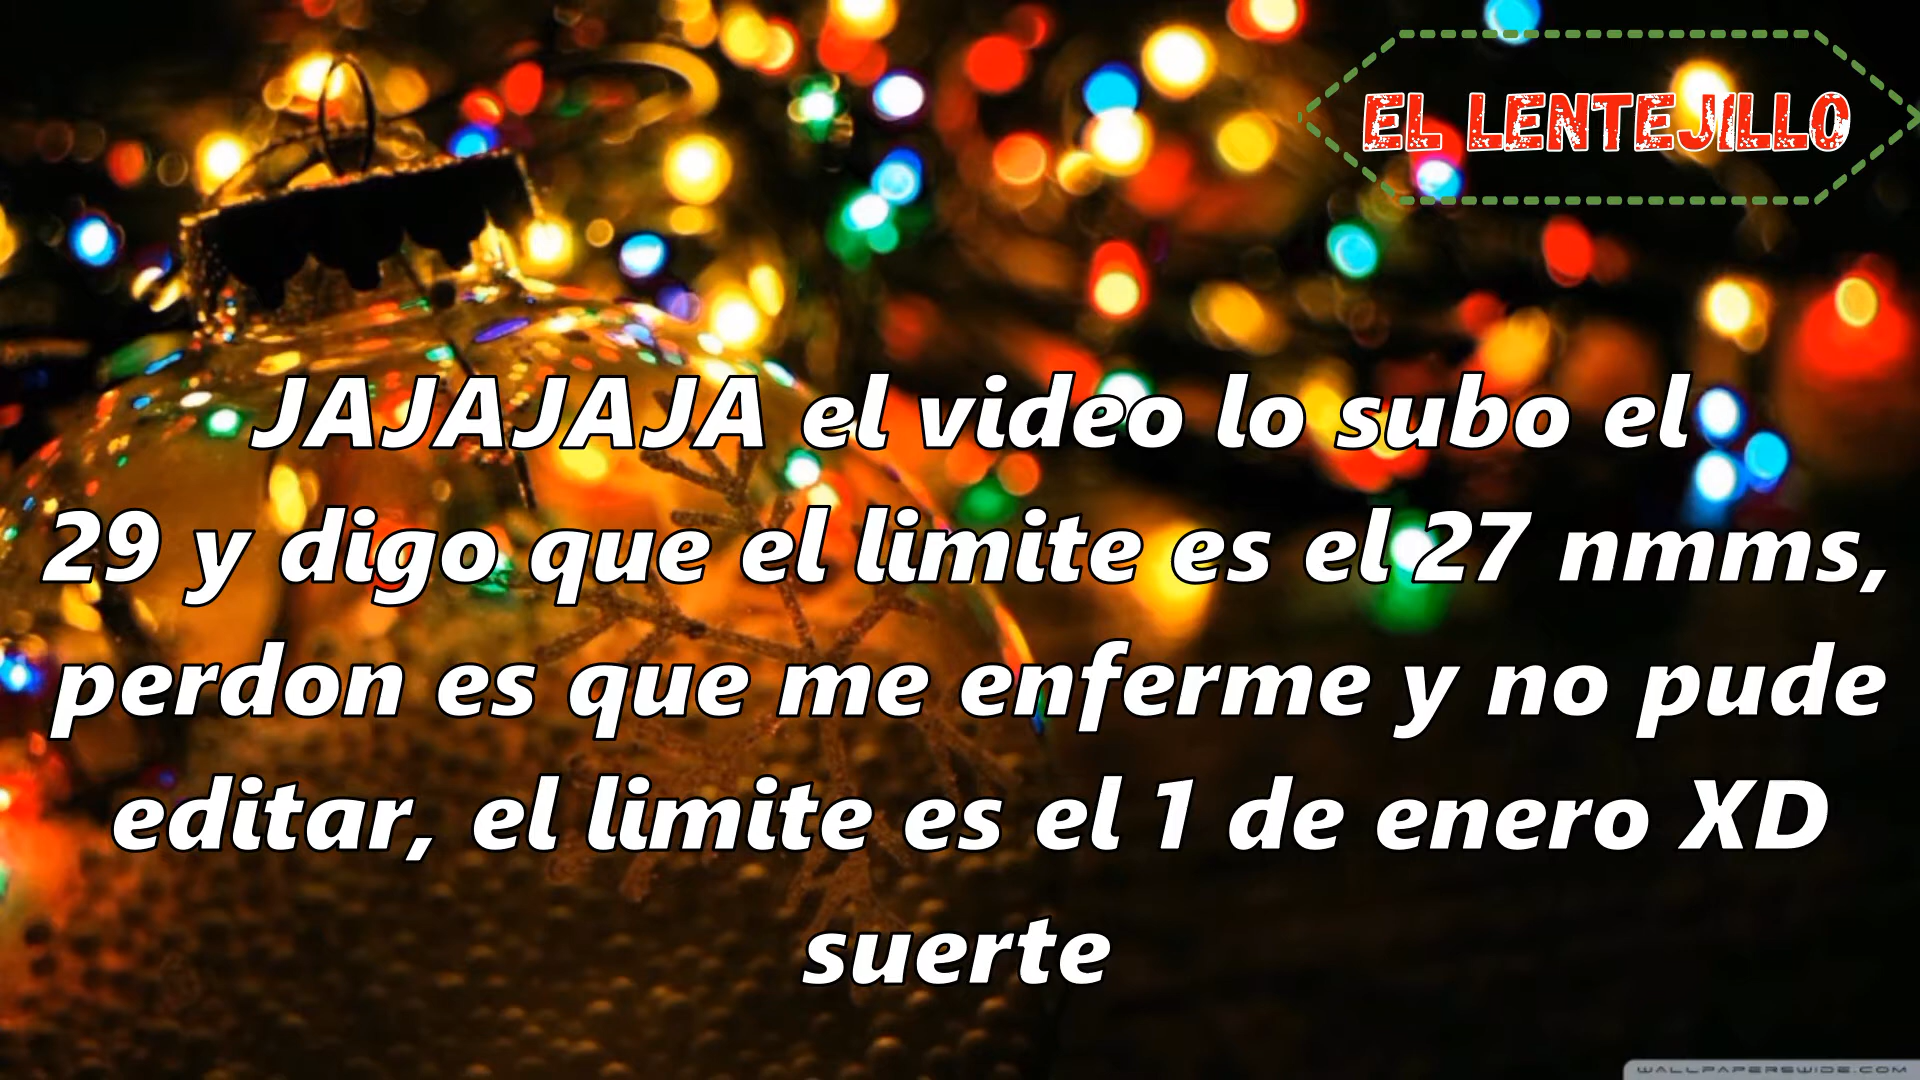 EL LENTEJILLO
JAJAJAJAJA el video lo subo el
29 y digo que el limite es el 27 nmms,
perdon es que me enferme y no pude
editar, el limite es el 1 de enero XD
suerte
WALLPAPERSWIDE.COM